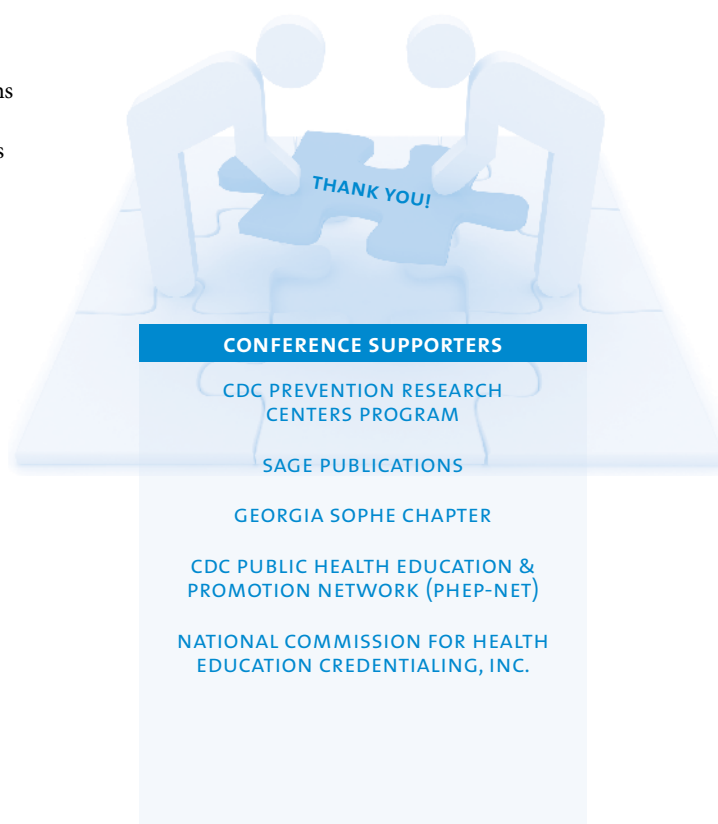 ns
s
THANK YOU!
CONFERENCE SUPPORTERS
CDC PREVENTION RESEARCH
CENTERS PROGRAM
SAGE PUBLICATIONS
GEORGIA SOPHE CHAPTER
CDC PUBLIC HEALTH EDUCATION &
PROMOTION NETWORK (PHEP-NET)
NATIONAL COMMISSION FOR HEALTH
EDUCATION CREDENTIALING, INC.